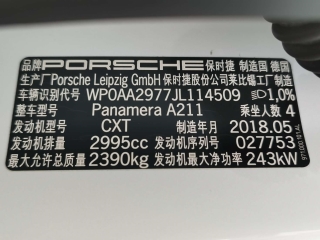 品牌 PORSCHE 保时捷 制造国 德国
生产厂 Porsche Leipzig GmbH 保时捷股份公司莱比锡工厂制造
车辆识别代号 WP0AA2977JL114509 1,0%
整车型号 Panamera A211 乘坐人数 4
发动机型号 CXT 制造年月 2018.05
发动机排量 2995cc 发动机序列号 027753
最大允许总质量 2390kg 发动机最大净功率 243kW